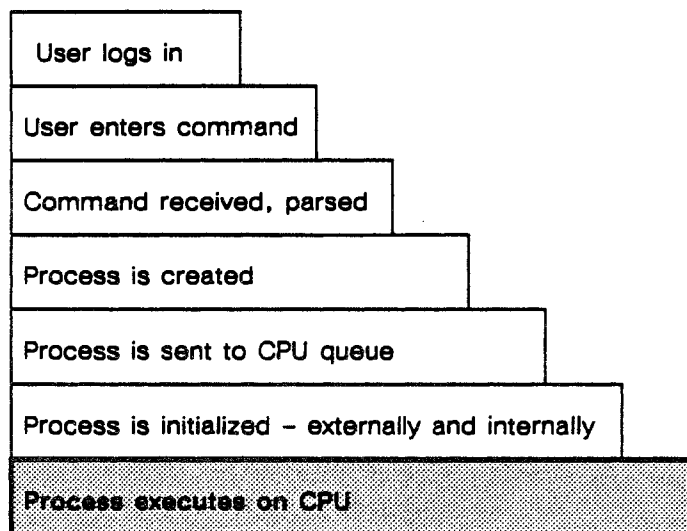 User logs in
User enters command
Command received, parsed
Process is created
Process is sent to CPU queue
Process is initialized – externally and internally
Process executes on CPU